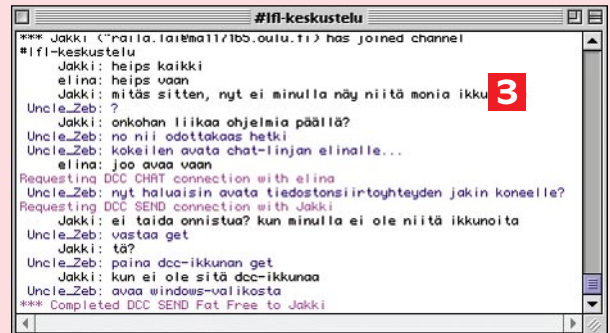 #lfl-keskustelu
*** Jakki has joined channel
#lfl-keskustelu
Jakki: heips kaikki
elina: heips vaan
Jakki: mitäs sitten, nyt ei minulla näy niitä monia
3
Uncle_Zeb: ?
Jakki: onkohan liikaa ohjelmia päällä?
Uncle_Zeb: no nii odottakaas hetki
Uncle_Zeb: kokeilen avata chat-linjan elinalle...
elina: joo avaa vaan
Requesting DCC CHAT connection with elina
Uncle_Zeb: nyt haluaisin avata tiedostonsiirtoyhteyden jakin koneelle?
Requesting DCC SEND connection with Jakki
Jakki: ei taida onnistua? kun minulla ei ole niitä ikkunoita
Uncle_Zeb: vastaa get
Jakki: tä?
Uncle_Zeb: paina dcc-ikkunan get
Jakki: kun ei ole sitä dcc-ikkunaa
Uncle_Zeb: avaa windows-valikosta
*** Completed DCC SEND Fat Free to Jakki